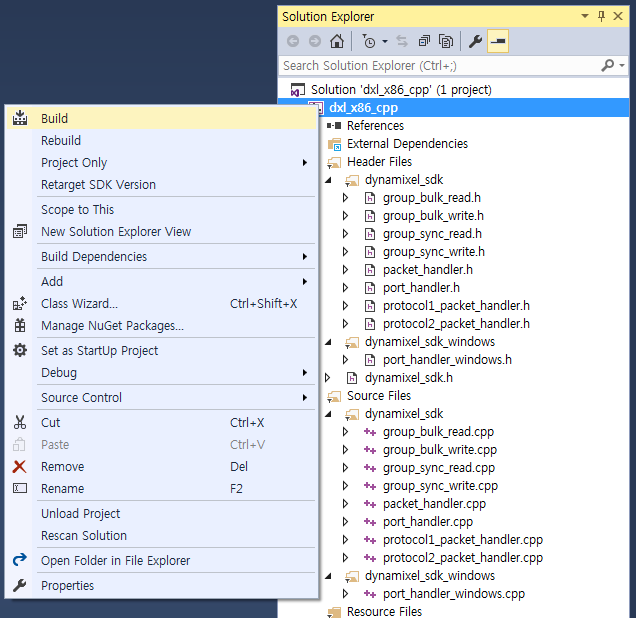 Solution Explorer
Search Solution Explorer (Ctrl+;)
Solution 'dxl_x86_cpp' (1 project)
dxl_x86_cpp
References
External Dependencies
Header Files
dynamixel_sdk
group_bulk_read.h
group_bulk_write.h
group_sync_read.h
group_sync_write.h
packet_handler.h
port_handler.h
protocol1_packet_handler.h
protocol2_packet_handler.h
dynamixel_sdk_windows
port_handler_windows.h
dynamixel_sdk.h
Source Files
dynamixel_sdk
group_bulk_read.cpp
group_bulk_write.cpp
group_sync_read.cpp
group_sync_write.cpp
packet_handler.cpp
port_handler.cpp
protocol1_packet_handler.cpp
protocol2_packet_handler.cpp
dynamixel_sdk_windows
port_handler_windows.cpp
Resource Files
Build
Rebuild
Project Only
Retarget SDK Version
Scope to This
New Solution Explorer View
Build Dependencies
Add
Class Wizard... Ctrl+Shift+X
Manage NuGet Packages...
Set as StartUp Project
Debug
Source Control
Cut Ctrl+X
Paste Ctrl+V
Remove Del
Rename F2
Unload Project
Rescan Solution
Open Folder in File Explorer
Properties